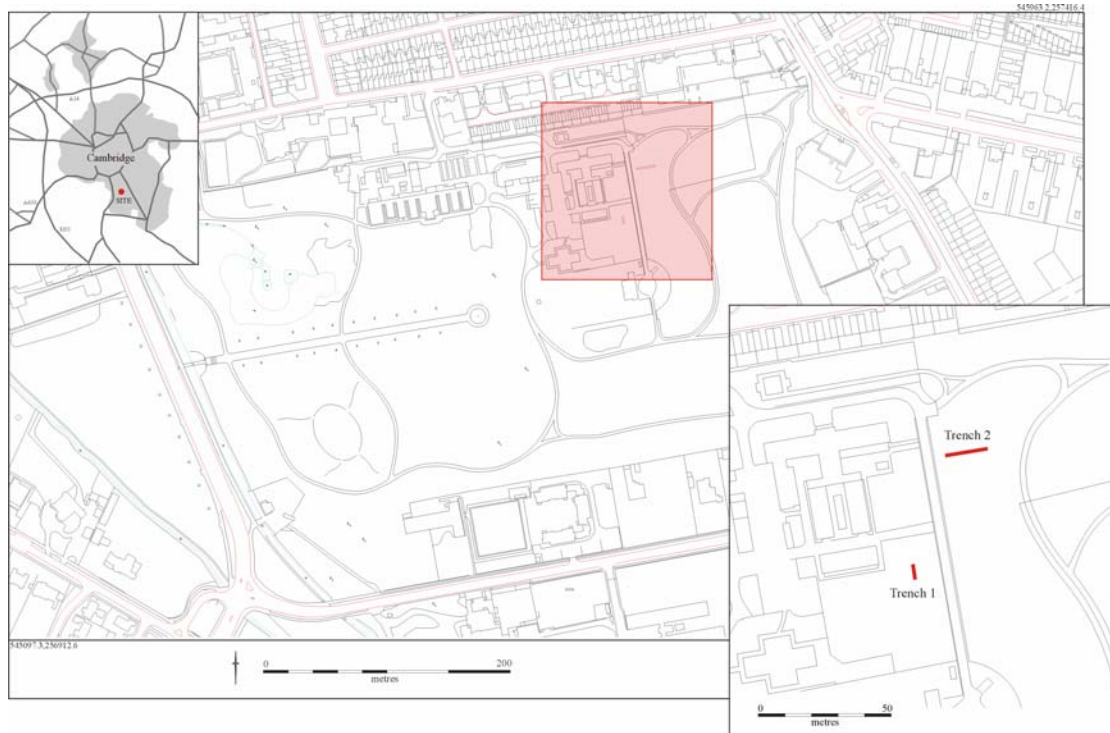 545963.2,257416.4
A14
Cambridge
SITE
Trench 2
Trench 1
0 50
metres
545097.3,256912.6
0 200
metres